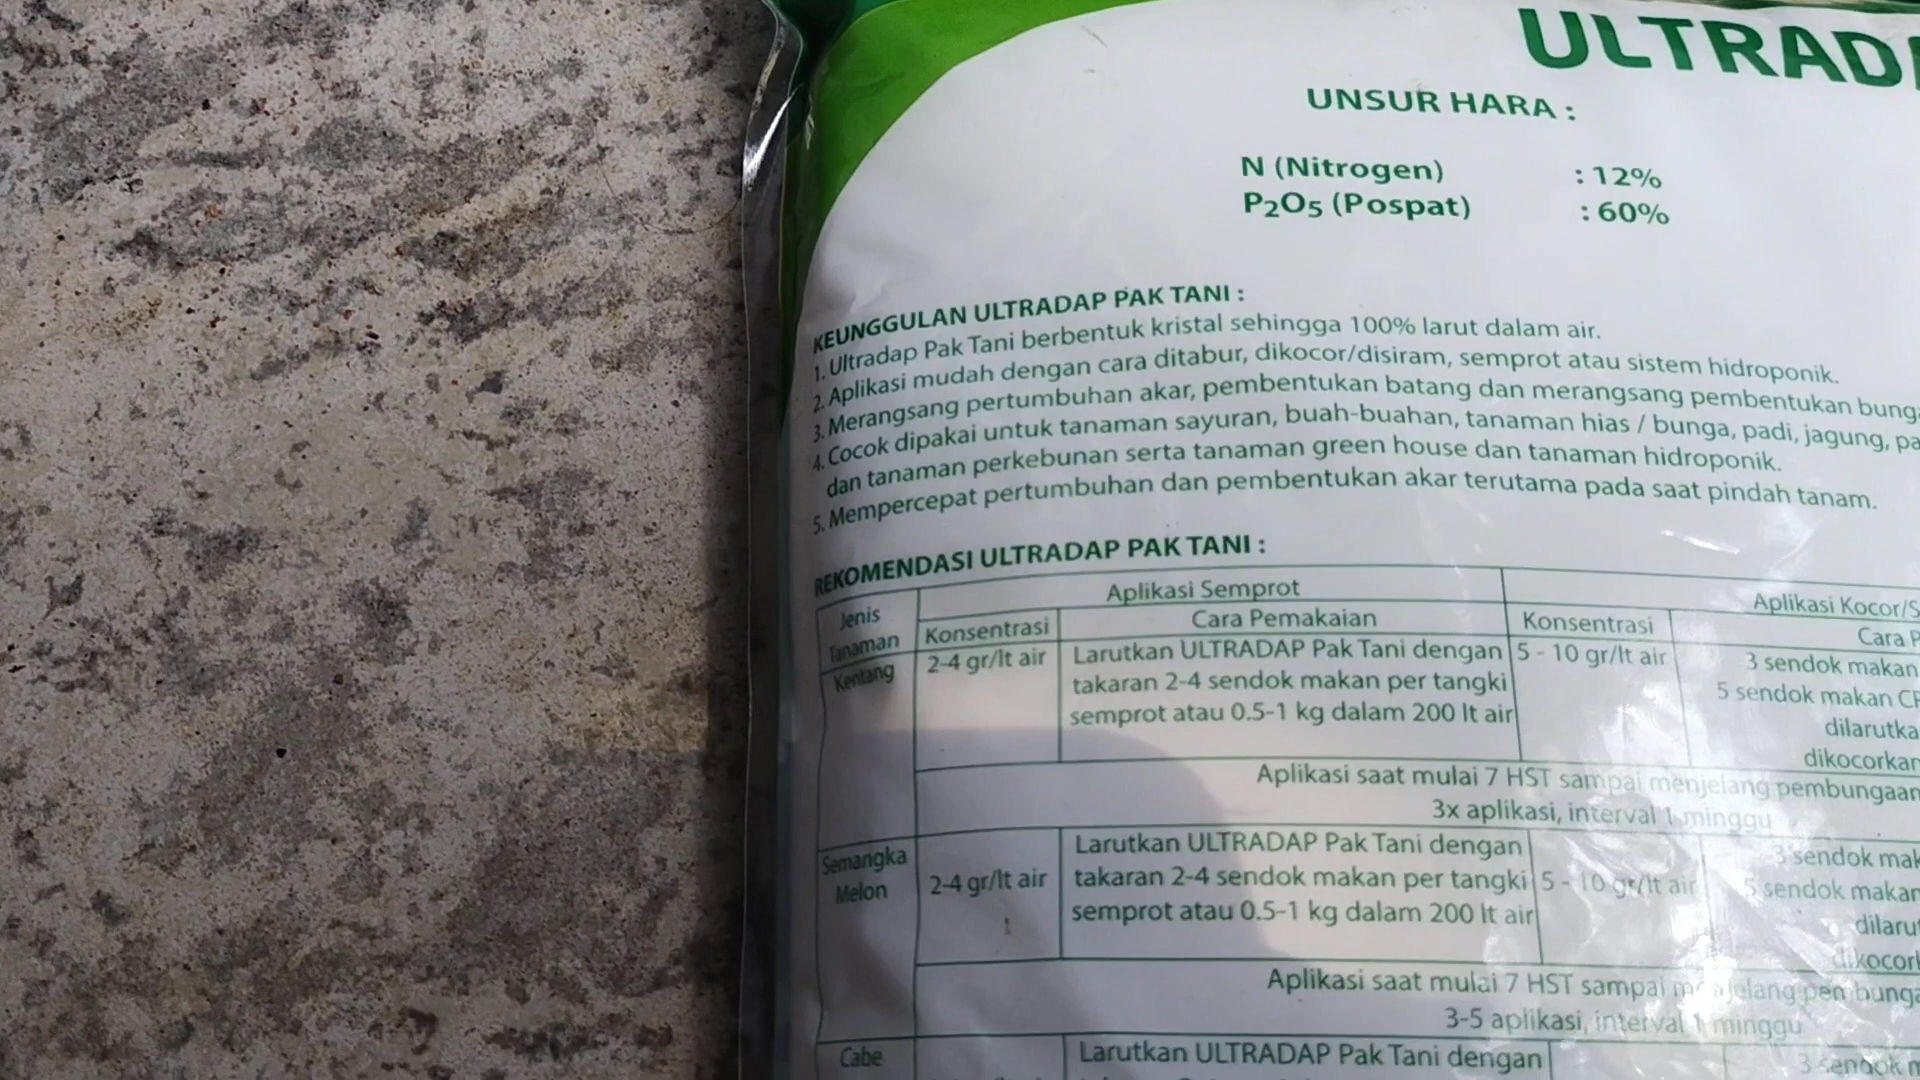 ULTRAD
UNSUR HARA :
N (Nitrogen) : 12%
P2O5 (Pospat) : 60%
KEUNGGULAN ULTRADAP PAK TANI :
1. Ultradap Pak Tani berbentuk kristal sehingga 100% larut dalam air.
2. Aplikasi mudah dengan cara ditabur, dikocor/disiram, semprot atau sistem hidroponik.
3. Merangsang pertumbuhan akar, pembentukan batang dan merangsang pembentukan bung
4. Cocok dipakai untuk tanaman sayuran, buah-buahan, tanaman hias / bunga, padi, jagung, pa
dan tanaman perkebunan serta tanaman green house dan tanaman hidroponik.
5. Mempercepat pertumbuhan dan pembentukan akar terutama pada saat pindah tanam.
REKOMENDASI ULTRADAP PAK TANI :
Jenis Tanaman
Aplikasi Semprot
Aplikasi Kocor/S
Konsentrasi
Cara Pemakaian
Konsentrasi
Cara P
Kentang
2-4 gr/lt air
Larutkan ULTRADAP Pak Tani dengan
takaran 2-4 sendok makan per tangki
semprot atau 0.5-1 kg dalam 200 lt air
5 - 10 gr/lt air
3 sendok makan
5 sendok makan
dilarutka
dikocorkan
Aplikasi saat mulai 7 HST sampai menjelang pembungaan
3x aplikasi, interval 1 minggu
Semangka
Melon
2-4 gr/lt air
Larutkan ULTRADAP Pak Tani dengan
takaran 2-4 sendok makan per tangki
semprot atau 0.5-1 kg dalam 200 lt air
5 - 10 gr/lt air
3 sendok mak
5 sendok makan
dilaru
dikocor
Aplikasi saat mulai 7 HST sampai menjelang pembunga
3-5 aplikasi, interval 1 minggu
Cabe
Larutkan ULTRADAP Pak Tani dengan
3 sendok m